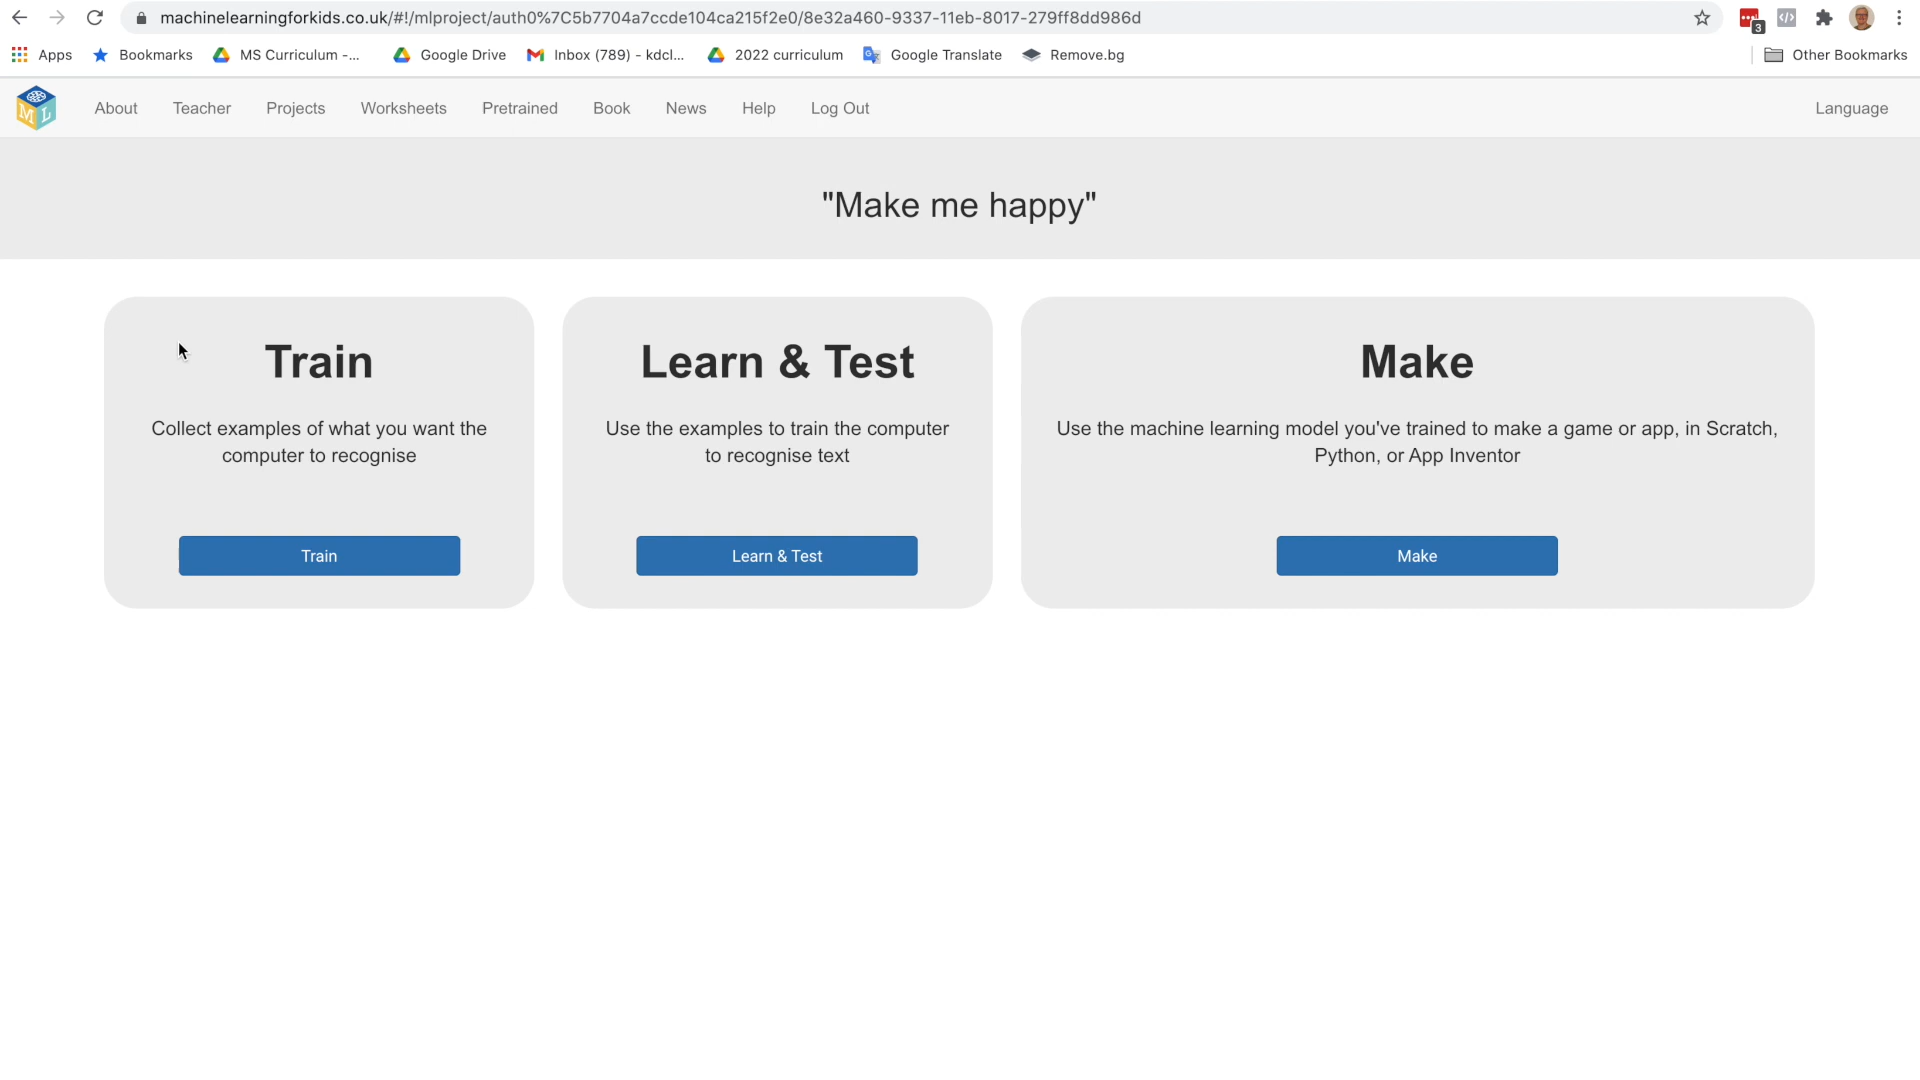 machinelearningforkids.co.uk/#!/mlproject/auth0%7C5b7704a7ccde104ca215f2e0/8e32a460-9337-11eb-8017-279ff8dd986d
3
Apps Bookmarks MS Curriculum -... Google Drive Inbox (789) - kdcl... 2022 curriculum Google Translate Remove.bg Other Bookmarks
ML About Teacher Projects Worksheets Pretrained Book News Help Log Out Language
"Make me happy"
Train
Collect examples of what you want the
computer to recognise
Train
Learn & Test
Use the examples to train the computer
to recognise text
Learn & Test
Make
Use the machine learning model you've trained to make a game or app, in Scratch,
Python, or App Inventor
Make